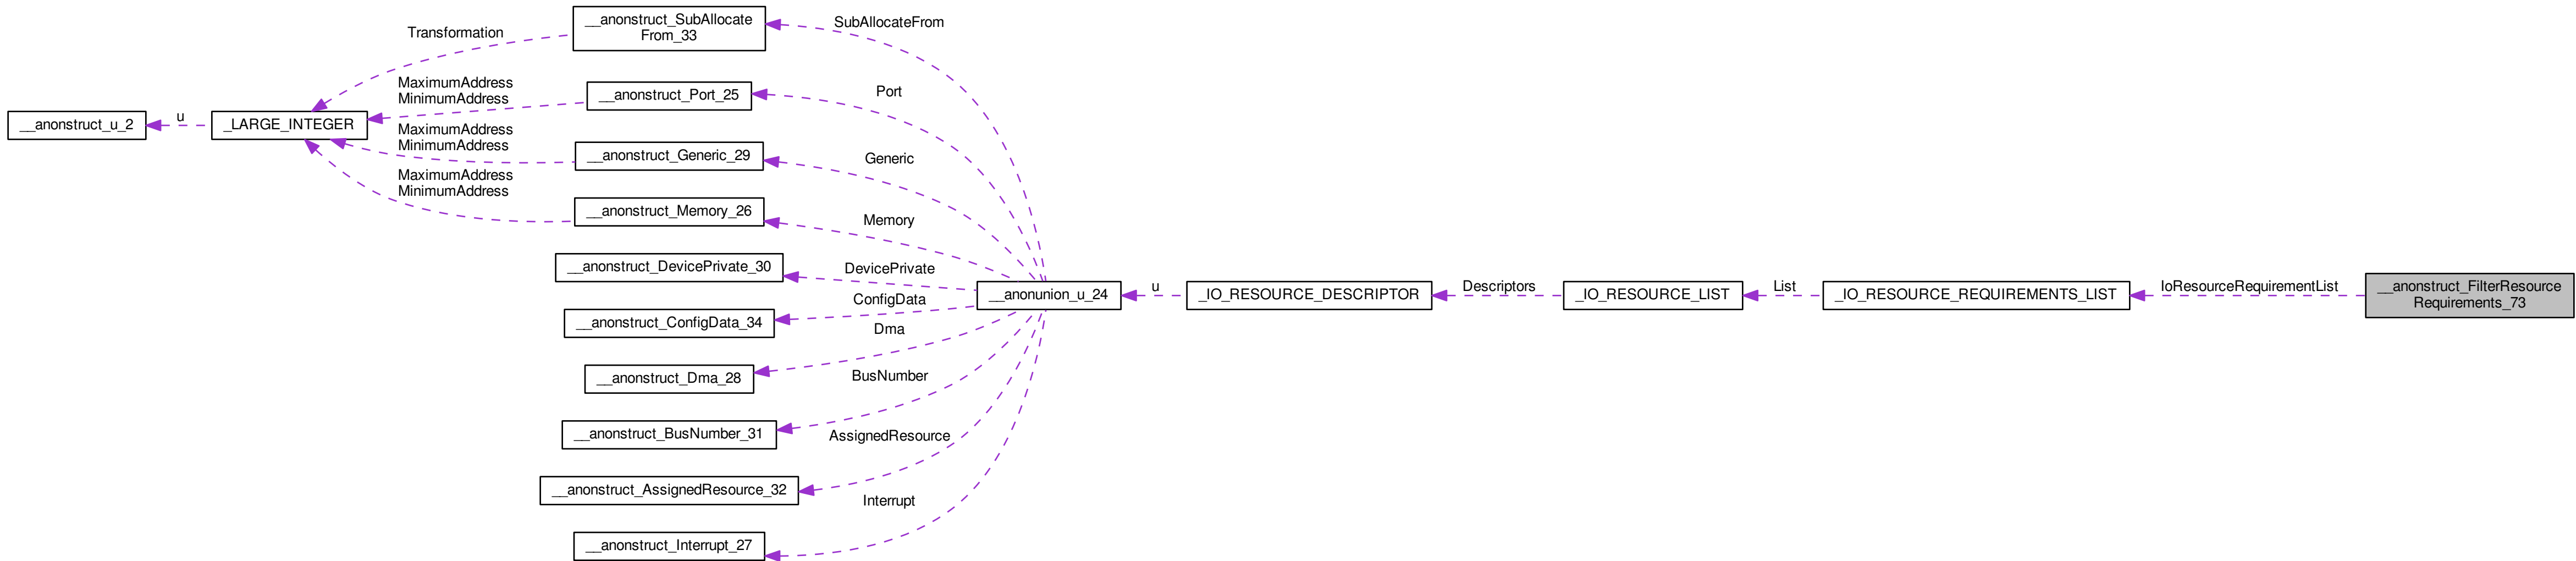 __anonstruct_SubAllocate
From_33
SubAllocateFrom
Transformation
MaximumAddress
MinimumAddress
__anonstruct_Port_25
Port
__anonstruct_u_2
u
_LARGE_INTEGER
MaximumAddress
MinimumAddress
__anonstruct_Generic_29
Generic
MaximumAddress
MinimumAddress
__anonstruct_Memory_26
Memory
__anonstruct_DevicePrivate_30
DevicePrivate
__anonunion_u_24
u
_IO_RESOURCE_DESCRIPTOR
Descriptors
_IO_RESOURCE_LIST
List
_IO_RESOURCE_REQUIREMENTS_LIST
IoResourceRequirementList
__anonstruct_FilterResource
Requirements_73
ConfigData
__anonstruct_ConfigData_34
Dma
__anonstruct_Dma_28
BusNumber
__anonstruct_BusNumber_31
AssignedResource
__anonstruct_AssignedResource_32
Interrupt
__anonstruct_Interrupt_27